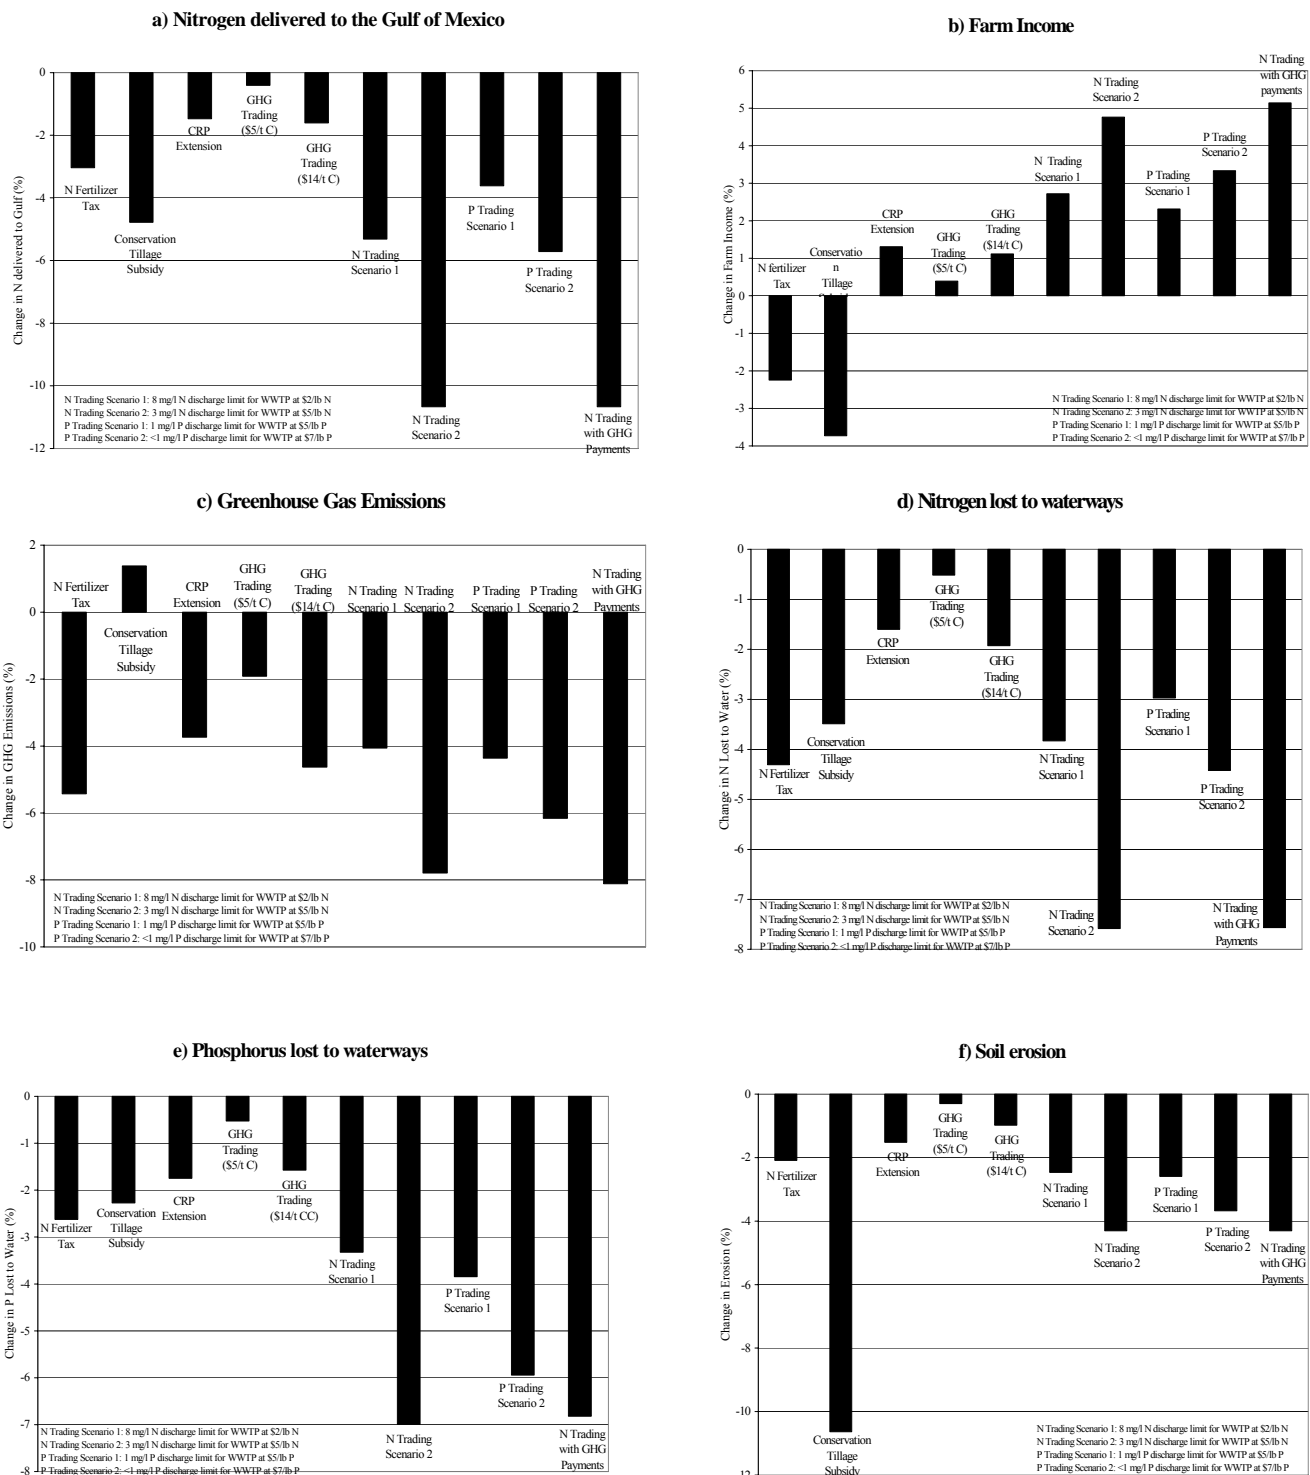 a) Nitrogen delivered to the Gulf of Mexico
Change in N delivered to Gulf (%)
0
-2
-4
-6
-8
-10
-12
N Fertilizer
Tax
Conservation
Tillage
Subsidy
CRP
Extension
GHG
Trading
($5/t C)
GHG
Trading
($14/t C)
N Trading
Scenario 1
N Trading
Scenario 2
P Trading
Scenario 1
P Trading
Scenario 2
N Trading
with GHG
Payments
N Trading Scenario 1: 8 mg/l N discharge limit for WWTP at $2/lb N
N Trading Scenario 2: 3 mg/l N discharge limit for WWTP at $5/lb N
P Trading Scenario 1: 1 mg/l P discharge limit for WWTP at $5/lb P
P Trading Scenario 2: <1 mg/l P discharge limit for WWTP at $7/lb P
b) Farm Income
Change in Farm Income (%)
6
5
4
3
2
1
0
-1
-2
-3
-4
N fertilizer
Tax
Conservatio
n
Tillage
CRP
Extension
GHG
Trading
($5/t C)
GHG
Trading
($14/t C)
N Trading
Scenario 1
N Trading
Scenario 2
P Trading
Scenario 1
P Trading
Scenario 2
N Trading
with GHG
payments
N Trading Scenario 1: 8 mg/l N discharge limit for WWTP at $2/lb N
N Trading Scenario 2: 3 mg/l N discharge limit for WWTP at $5/lb N
P Trading Scenario 1: 1 mg/l P discharge limit for WWTP at $5/lb P
P Trading Scenario 2: <1 mg/l P discharge limit for WWTP at $7/lb P
c) Greenhouse Gas Emissions
Change in GHG Emissions (%)
2
0
-2
-4
-6
-8
-10
N Fertilizer
Tax
Conservation
Tillage
Subsidy
CRP
Extension
GHG
Trading
($5/t C)
GHG
Trading
($14/t C)
N Trading
Scenario 1
N Trading
Scenario 2
P Trading
Scenario 1
P Trading
Scenario 2
N Trading
with GHG
Payments
N Trading Scenario 1: 8 mg/l N discharge limit for WWTP at $2/lb N
N Trading Scenario 2: 3 mg/l N discharge limit for WWTP at $5/lb N
P Trading Scenario 1: 1 mg/l P discharge limit for WWTP at $5/lb P
P Trading Scenario 2: <1 mg/l P discharge limit for WWTP at $7/lb P
d) Nitrogen lost to waterways
Change in N Lost to Water (%)
0
-1
-2
-3
-4
-5
-6
-7
-8
N Fertilizer
Tax
Conservation
Tillage
Subsidy
CRP
Extension
GHG
Trading
($5/t C)
GHG
Trading
($14/t C)
N Trading
Scenario 1
N Trading
Scenario 2
P Trading
Scenario 1
P Trading
Scenario 2
N Trading
with GHG
Payments
N Trading Scenario 1: 8 mg/l N discharge limit for WWTP at $2/lb N
N Trading Scenario 2: 3 mg/l N discharge limit for WWTP at $5/lb N
P Trading Scenario 1: 1 mg/l P discharge limit for WWTP at $5/lb P
P Trading Scenario 2: <1 mg/l P discharge limit for WWTP at $7/lb P
e) Phosphorus lost to waterways
Change in P Lost to Water (%)
0
-1
-2
-3
-4
-5
-6
-7
-8
N Fertilizer
Tax
Conservation
Tillage
Subsidy
CRP
Extension
GHG
Trading
($5/t C)
GHG
Trading
($14/t CC)
N Trading
Scenario 1
N Trading
Scenario 2
P Trading
Scenario 1
P Trading
Scenario 2
N Trading
with GHG
Payments
N Trading Scenario 1: 8 mg/l N discharge limit for WWTP at $2/lb N
N Trading Scenario 2: 3 mg/l N discharge limit for WWTP at $5/lb N
P Trading Scenario 1: 1 mg/l P discharge limit for WWTP at $5/lb P
P Trading Scenario 2: <1 mg/l P discharge limit for WWTP at $7/lb P
f) Soil erosion
Change in Erosion (%)
0
-2
-4
-6
-8
-10
-12
N Fertilizer
Tax
Conservation
Tillage
Subsidy
CRP
Extension
GHG
Trading
($5/t C)
GHG
Trading
($14/t C)
N Trading
Scenario 1
N Trading
Scenario 2
P Trading
Scenario 1
P Trading
Scenario 2
N Trading
with GHG
Payments
N Trading Scenario 1: 8 mg/l N discharge limit for WWTP at $2/lb N
N Trading Scenario 2: 3 mg/l N discharge limit for WWTP at $5/lb N
P Trading Scenario 1: 1 mg/l P discharge limit for WWTP at $5/lb P
P Trading Scenario 2: <1 mg/l P discharge limit for WWTP at $7/lb P